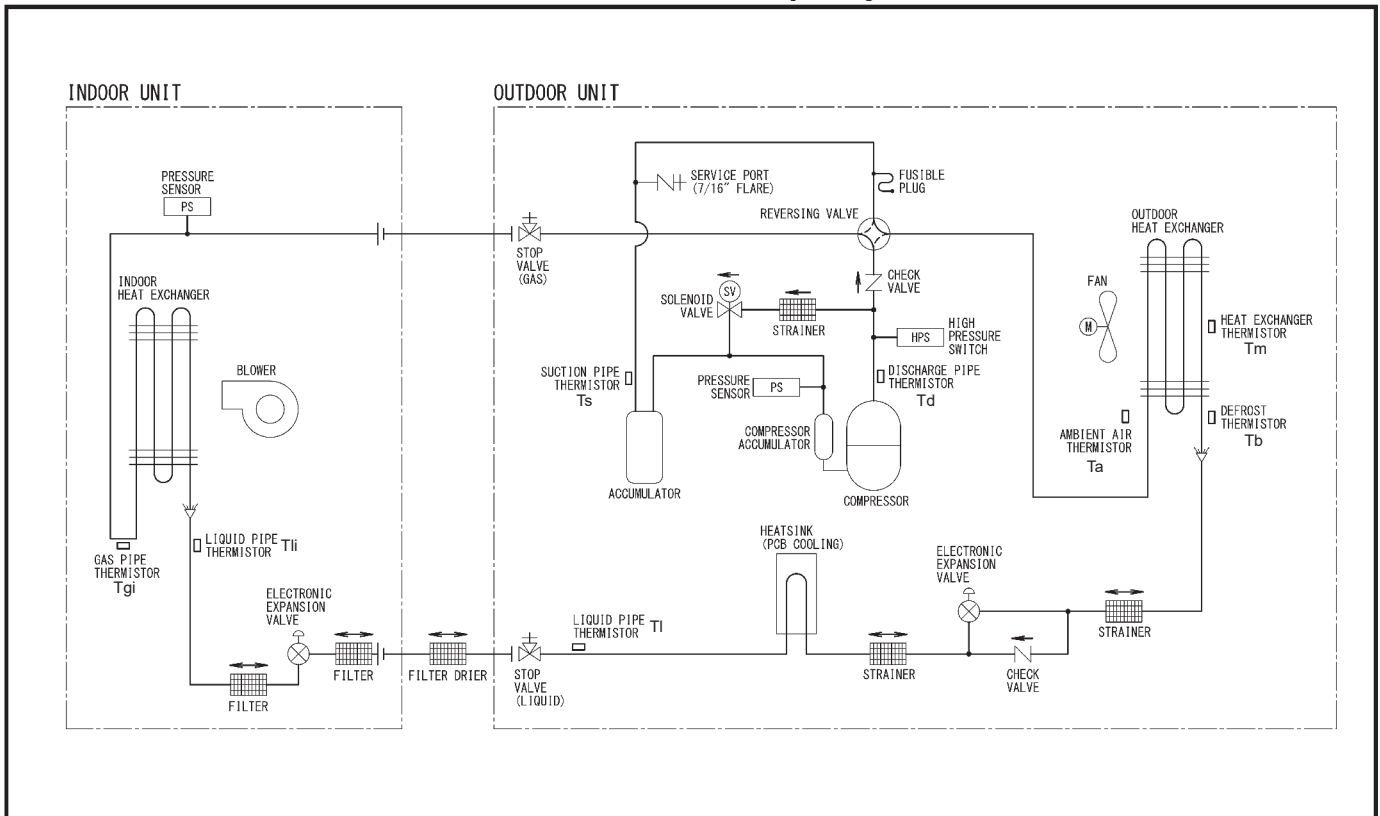 INDOOR UNIT
OUTDOOR UNIT
PRESSURE
SENSOR
PS
INDOOR
HEAT EXCHANGER
BLOWER
LIQUID PIPE
THERMISTOR Tli
GAS PIPE
THERMISTOR
Tgi
ELECTRONIC
EXPANSION
VALVE
FILTER
FILTER
FILTER DRIER
STOP
VALVE
(GAS)
STOP
VALVE
(LIQUID)
SERVICE PORT
(7/16" FLARE)
FUSIBLE
PLUG
REVERSING VALVE
CHECK
VALVE
SV
SOLENOID
VALVE
STRAINER
HPS
HIGH
PRESSURE
SWITCH
SUCTION PIPE
THERMISTOR
Ts
PRESSURE
SENSOR
PS
DISCHARGE PIPE
THERMISTOR
Td
COMPRESSOR
ACCUMULATOR
ACCUMULATOR
COMPRESSOR
OUTDOOR
HEAT EXCHANGER
FAN
M
HEAT EXCHANGER
THERMISTOR
Tm
DEFROST
THERMISTOR
Tb
AMBIENT AIR
THERMISTOR
Ta
HEATSINK
(PCB COOLING)
ELECTRONIC
EXPANSION
VALVE
LIQUID PIPE
THERMISTOR Tl
STRAINER
CHECK
VALVE
STRAINER